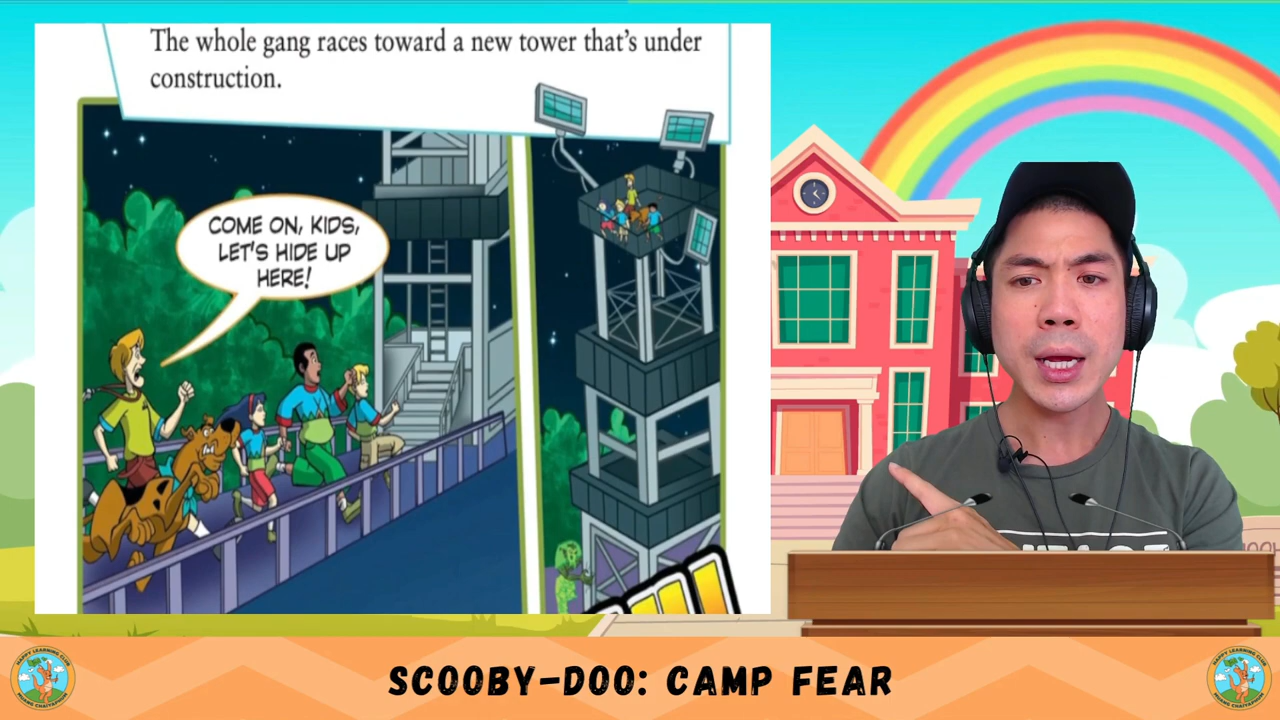 The whole gang races toward a new tower that's under
construction.
COME ON, KIDS,
LET'S HIDE UP
HERE!
SCOOBY-DOO: CAMP FEAR